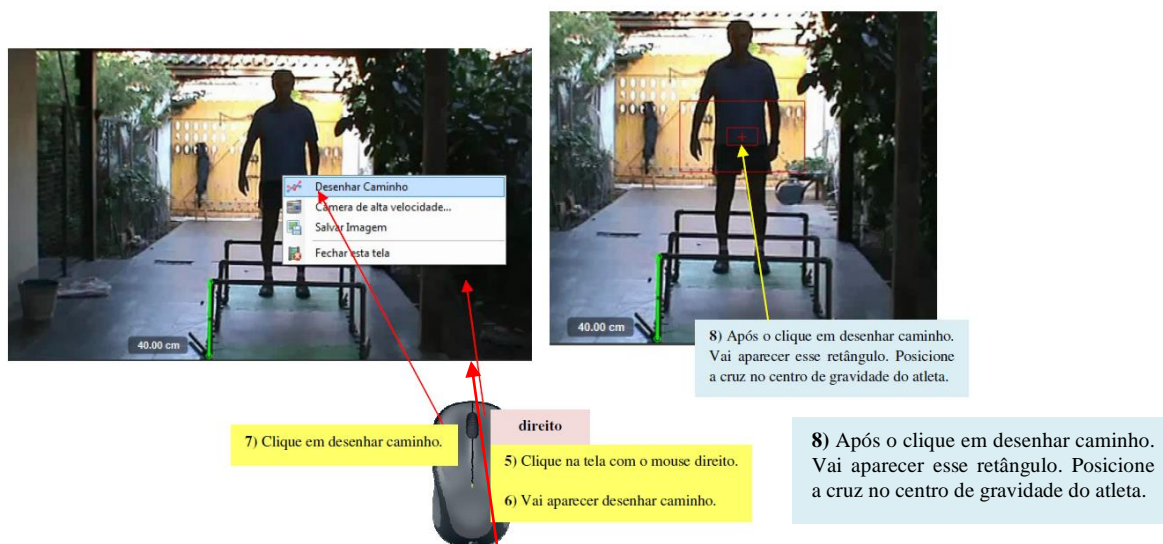 Desenhar Caminho
Câmera de alta velocidade...
Salvar Imagem
Fechar esta tela
40.00 cm
40.00 cm
8) Após o clique em desenhar caminho.
Vai aparecer esse retângulo. Posicione
a cruz no centro de gravidade do atleta.
7) Clique em desenhar caminho.
direito
5) Clique na tela com o mouse direito.
6) Vai aparecer desenhar caminho.
8) Após o clique em desenhar caminho.
Vai aparecer esse retângulo. Posicione
a cruz no centro de gravidade do atleta.